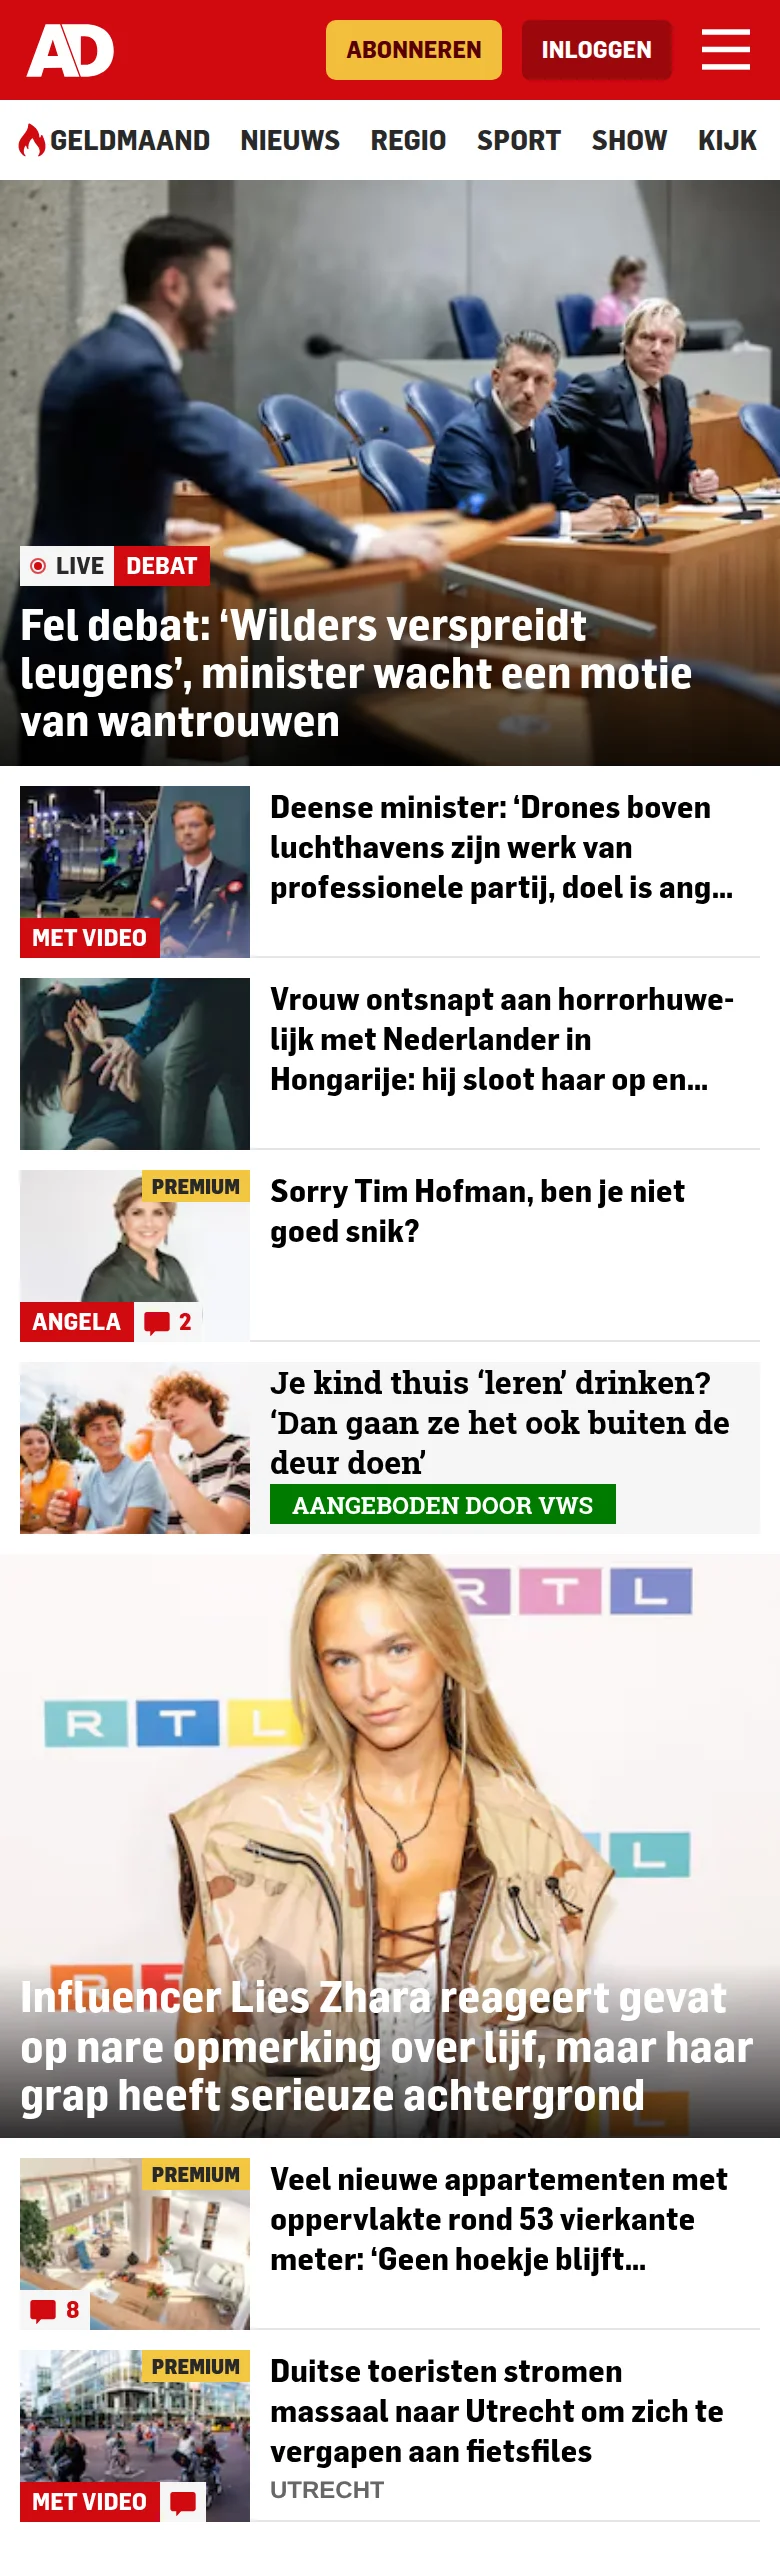 AD
ABONNEREN
INLOGGEN
GELDMAAND NIEUWS REGIO SPORT SHOW KIJK
LIVE DEBAT
Fel debat: ‘Wilders verspreidt
leugens’, minister wacht een motie
van wantrouwen
MET VIDEO
Deense minister: ‘Drones boven
luchthavens zijn werk van
professionele partij, doel is ang...
Vrouw ontsnapt aan horrorhuwe-
lijk met Nederlander in
Hongarije: hij sloot haar op en...
PREMIUM
ANGELA 2
Sorry Tim Hofman, ben je niet
goed snik?
Je kind thuis ‘leren’ drinken?
‘Dan gaan ze het ook buiten de
deur doen’
AANGEBODEN DOOR VWS
R T L
R T L
L
Influencer Lies Zhara reageert gevat
op nare opmerking over lijf, maar haar
grap heeft serieuze achtergrond
PREMIUM
8
Veel nieuwe appartementen met
oppervlakte rond 53 vierkante
meter: ‘Geen hoekje blijft...
PREMIUM
MET VIDEO
Duitse toeristen stromen
massaal naar Utrecht om zich te
vergapen aan fietsfiles
UTRECHT